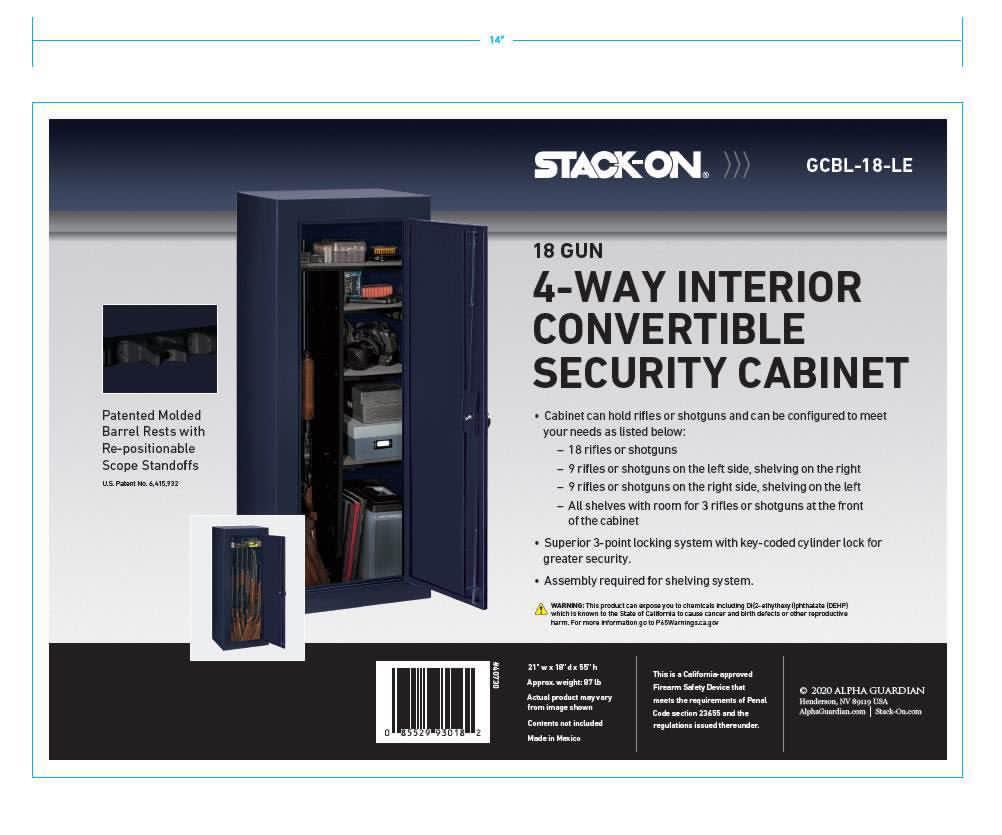 14"
STACK-ON®
GCBL-18-LE
18 GUN
4-WAY INTERIOR
CONVERTIBLE
SECURITY CABINET
• Cabinet can hold rifles or shotguns and can be configured to meet
your needs as listed below:
– 18 rifles or shotguns
– 9 rifles or shotguns on the left side, shelving on the right
– 9 rifles or shotguns on the right side, shelving on the left
– All shelves with room for 3 rifles or shotguns at the front
of the cabinet
• Superior 3-point locking system with key-coded cylinder lock for
greater security.
• Assembly required for shelving system.
WARNING: This product can expose you to chemicals including Di(2-ethylhexyl)phthalate (DEHP)
which is known to the State of California to cause cancer and birth defects or other reproductive
harm. For more information go to P65Warnings.ca.gov
Patented Molded
Barrel Rests with
Re-positionable
Scope Standoffs
U.S. Patent No. 6,415,932
0 85529 93018 2
#40730
21" w x 18" d x 55" h
Approx. weight: 87 lb
Actual product may vary
from image shown
Contents not included
Made in Mexico
This is a California-approved
Firearm Safety Device that
meets the requirements of Penal
Code section 23655 and the
regulations issued thereunder.
© 2020 ALPHA GUARDIAN
Henderson, NV 89119 USA
AlphaGuardian.com | Stack-On.com